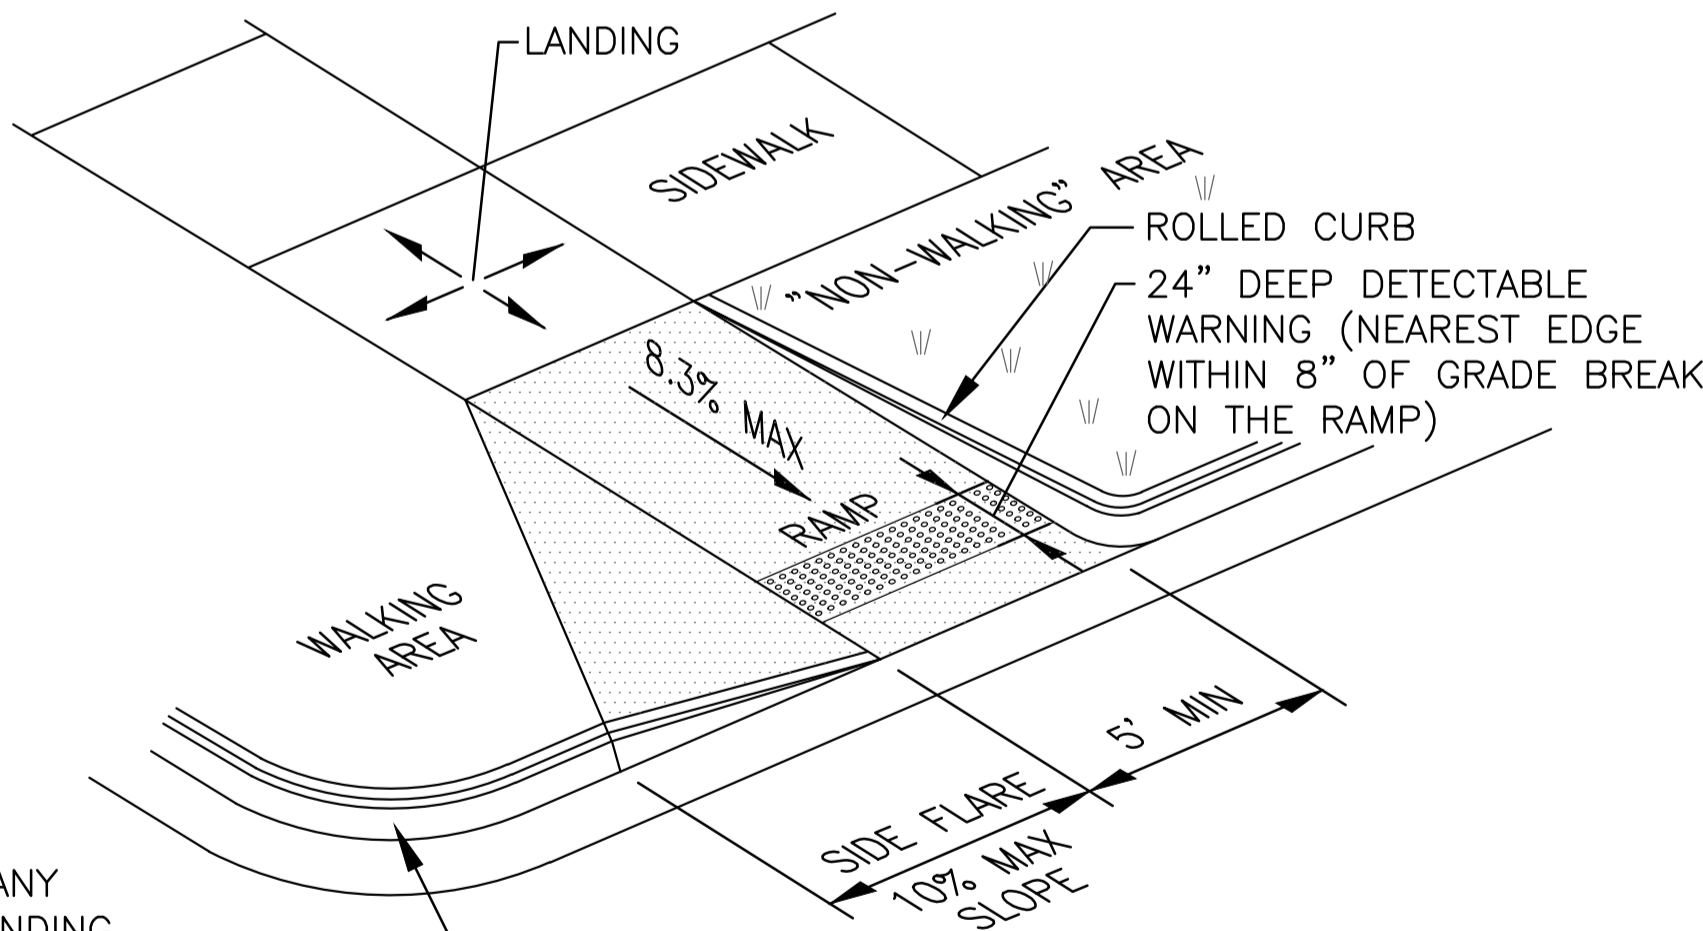 LANDING
SIDEWALK
"NON-WALKING" AREA
ROLLED CURB
24" DEEP DETECTABLE
WARNING (NEAREST EDGE
WITHIN 8" OF GRADE BREAK
ON THE RAMP)
8.3% MAX
RAMP
WALKING
AREA
5' MIN
SIDE FLARE
10% MAX
SLOPE
ANY
NDING